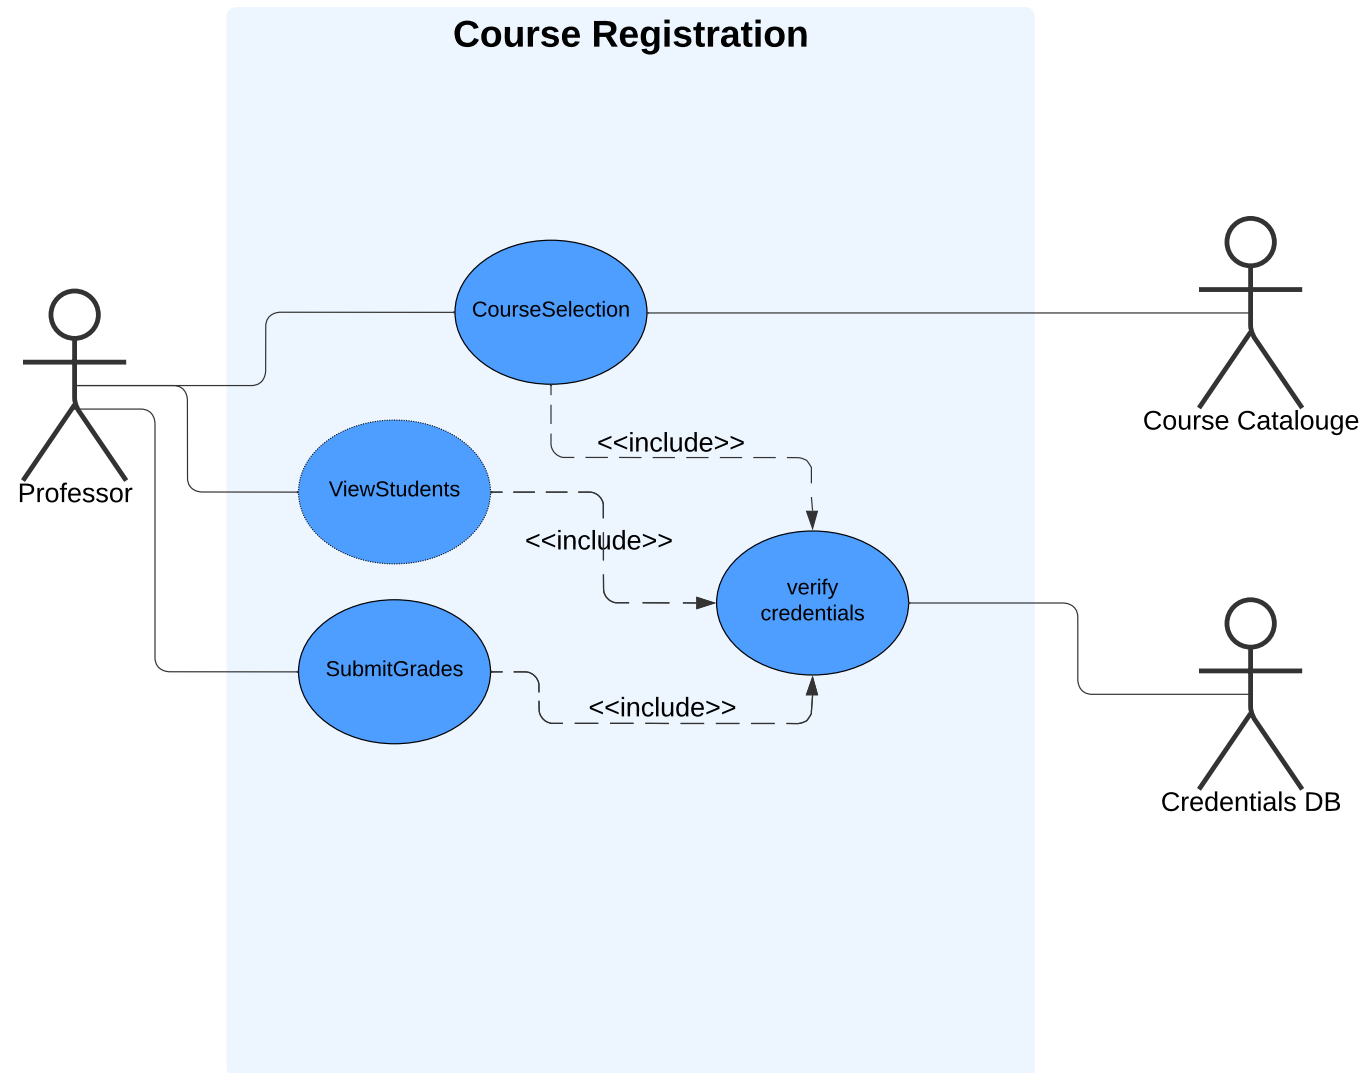 Course Registration
CourseSelection
Course Catalouge
<<include>>
Professor
ViewStudents
<<include>>
verify
credentials
SubmitGrades
<<include>>
Credentials DB